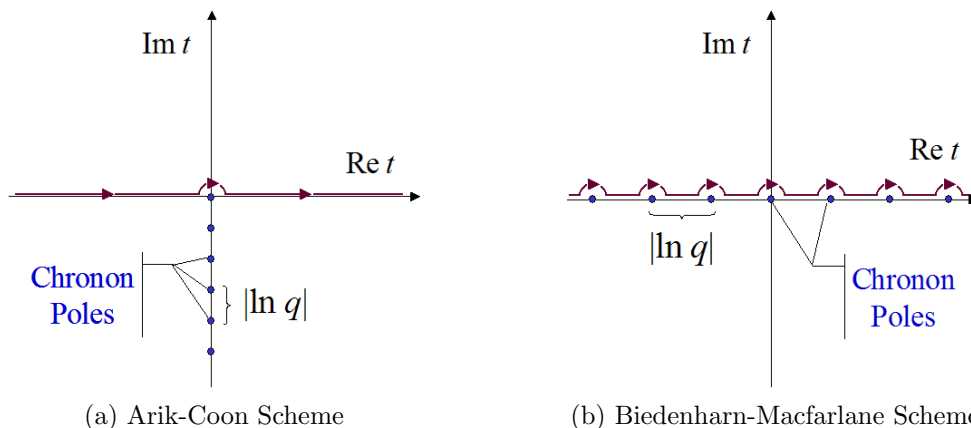 Im t
Re t
Chronon
Poles
|ln q|
(a) Arik-Coon Scheme
Im t
Re t
|ln q|
Chronon
Poles
(b) Biedenharn-Macfarlane Scheme